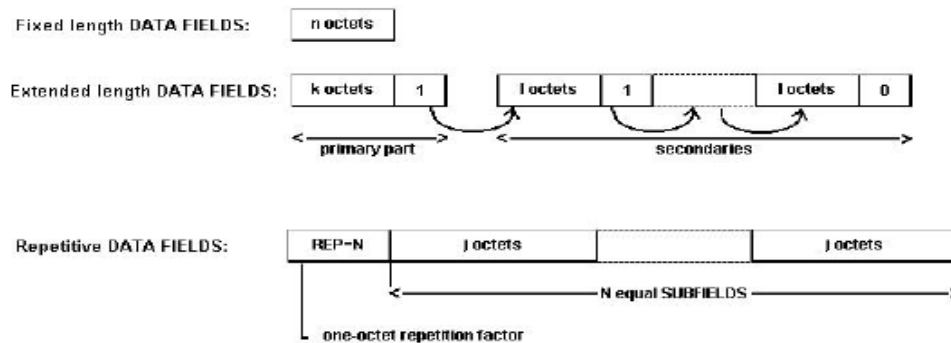 Fixed length DATA FIELDS: n octets
Extended length DATA FIELDS: k octets 1 l octets 1 l octets 0
primary part secondaries
Repetitive DATA FIELDS: REP-N j octets j octets
N equal SUBFIELDS
one-octet repetition factor